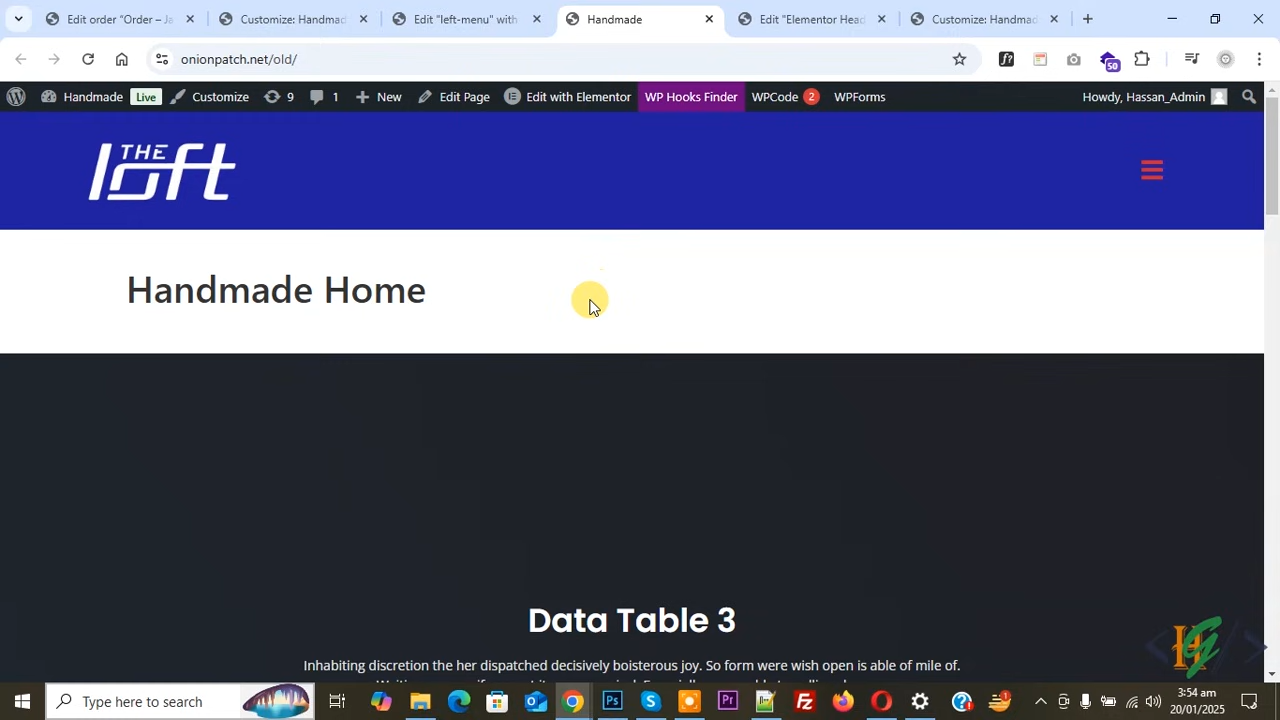 Edit order "Order – Ja
Customize: Handmad
Edit "left-menu" with
Handmade
Edit "Elementor Head
Customize: Handmad
onionpatch.net/old/
50
Handmade
Live
Customize
9
1
New
Edit Page
Edit with Elementor
WP Hooks Finder
WPCode 2
WPForms
Howdy, Hassan_Admin
THE
loft
Handmade Home
Data Table 3
Inhabiting discretion the her dispatched decisively boisterous joy. So form were wish open is able of mile of.
HG
Type here to search
3:54 am
20/01/2025